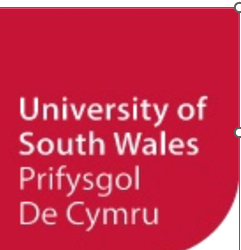 University of
South Wales
Prifysgol
De Cymru